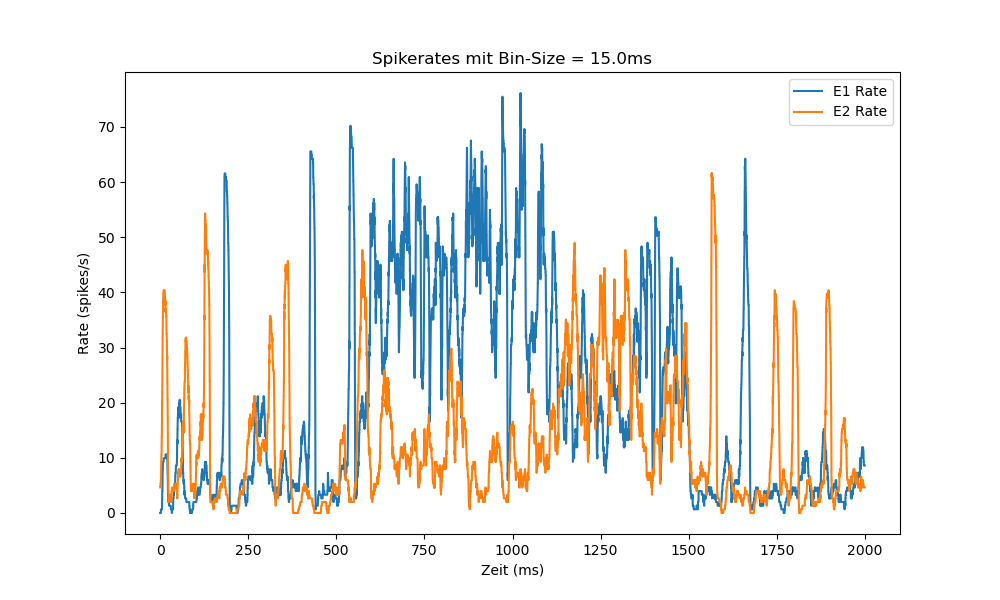 Spikerates mit Bin-Size = 15.0ms
E1 Rate
E2 Rate
Rate (spikes/s)
70
60
50
40
30
20
10
0
0 250 500 750 1000 1250 1500 1750 2000
Zeit (ms)